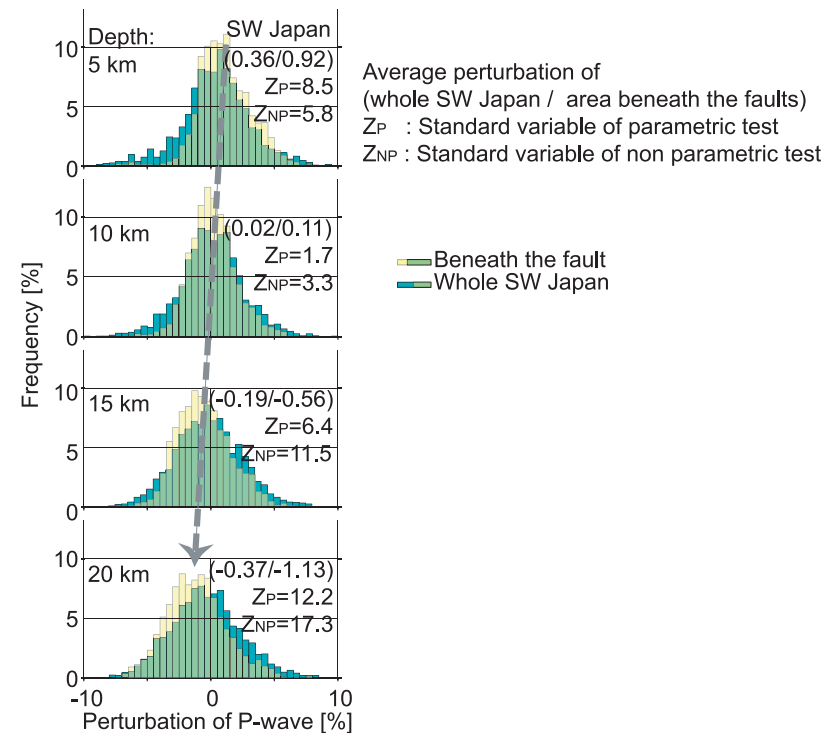 SW Japan
Depth:
5 km
(0.36/0.92)
ZP=8.5
ZNP=5.8
10
5
0
Average perturbation of
(whole SW Japan / area beneath the faults)
ZP : Standard variable of parametric test
ZNP : Standard variable of non parametric test
10 km
(0.02/0.11)
ZP=1.7
ZNP=3.3
10
5
0
Beneath the fault
Whole SW Japan
Frequency [%]
15 km
(-0.19/-0.56)
ZP=6.4
ZNP=11.5
10
5
0
20 km
(-0.37/-1.13)
ZP=12.2
ZNP=17.3
10
5
0
-10 0 10
Perturbation of P-wave [%]